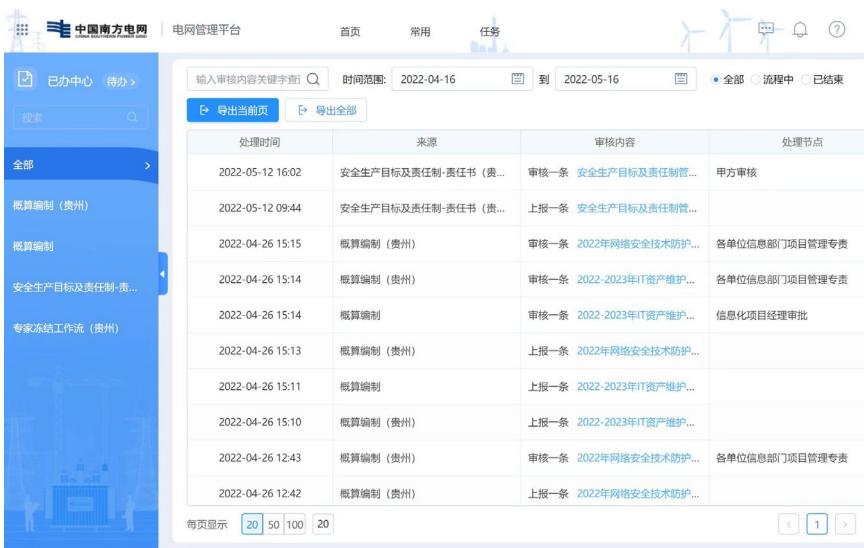 中国南方电网 电网管理平台 首页 常用 任务
CHINA SOUTHERN POWER GRID
已办中心 待办 >
搜索
全部
概算编制（贵州）
概算编制
安全生产目标及责任制-责...
专家冻结工作流（贵州）
输入审核内容关键字查 时间范围: 2022-04-16 到 2022-05-16 全部 流程中 已结束
导出当前页 导出全部
处理时间 来源 审核内容 处理节点
2022-05-12 16:02 安全生产目标及责任制-责任书（贵... 审核一条 安全生产目标及责任制管... 甲方审核
2022-05-12 09:44 安全生产目标及责任制-责任书（贵... 上报一条 安全生产目标及责任制管...
2022-04-26 15:15 概算编制（贵州） 审核一条 2022年网络安全技术防护... 各单位信息部门项目管理专责
2022-04-26 15:14 概算编制（贵州） 审核一条 2022-2023年IT资产维护... 各单位信息部门项目管理专责
2022-04-26 15:14 概算编制 审核一条 2022-2023年IT资产维护... 信息化项目经理审批
2022-04-26 15:13 概算编制（贵州） 上报一条 2022年网络安全技术防护...
2022-04-26 15:11 概算编制 上报一条 2022-2023年IT资产维护...
2022-04-26 15:10 概算编制（贵州） 上报一条 2022-2023年IT资产维护...
2022-04-26 12:43 概算编制（贵州） 审核一条 2022年网络安全技术防护... 各单位信息部门项目管理专责
2022-04-26 12:42 概算编制（贵州） 上报一条 2022年网络安全技术防护...
每页显示 20 50 100 20 < 1 >